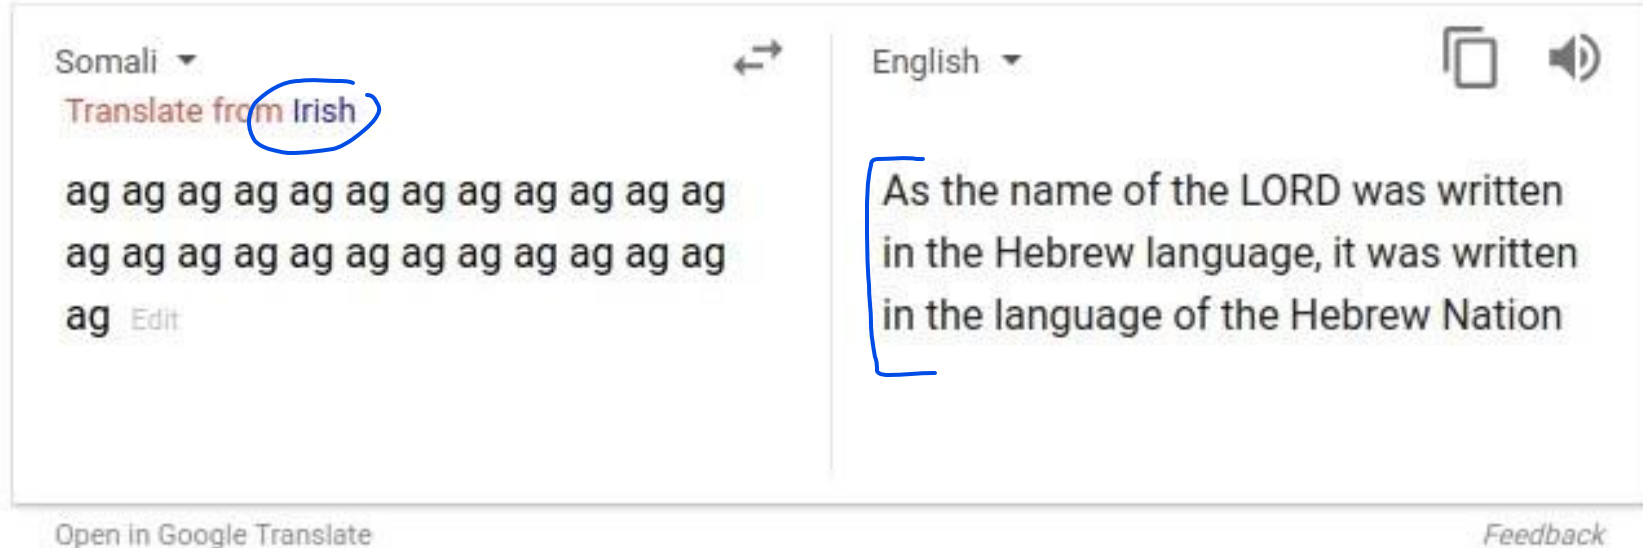 Somali
English
Translate from Irish
ag ag ag ag ag ag ag ag ag ag ag ag
ag ag ag ag ag ag ag ag ag ag ag ag
ag Edit
As the name of the LORD was written
in the Hebrew language, it was written
in the language of the Hebrew Nation
Open in Google Translate
Feedback